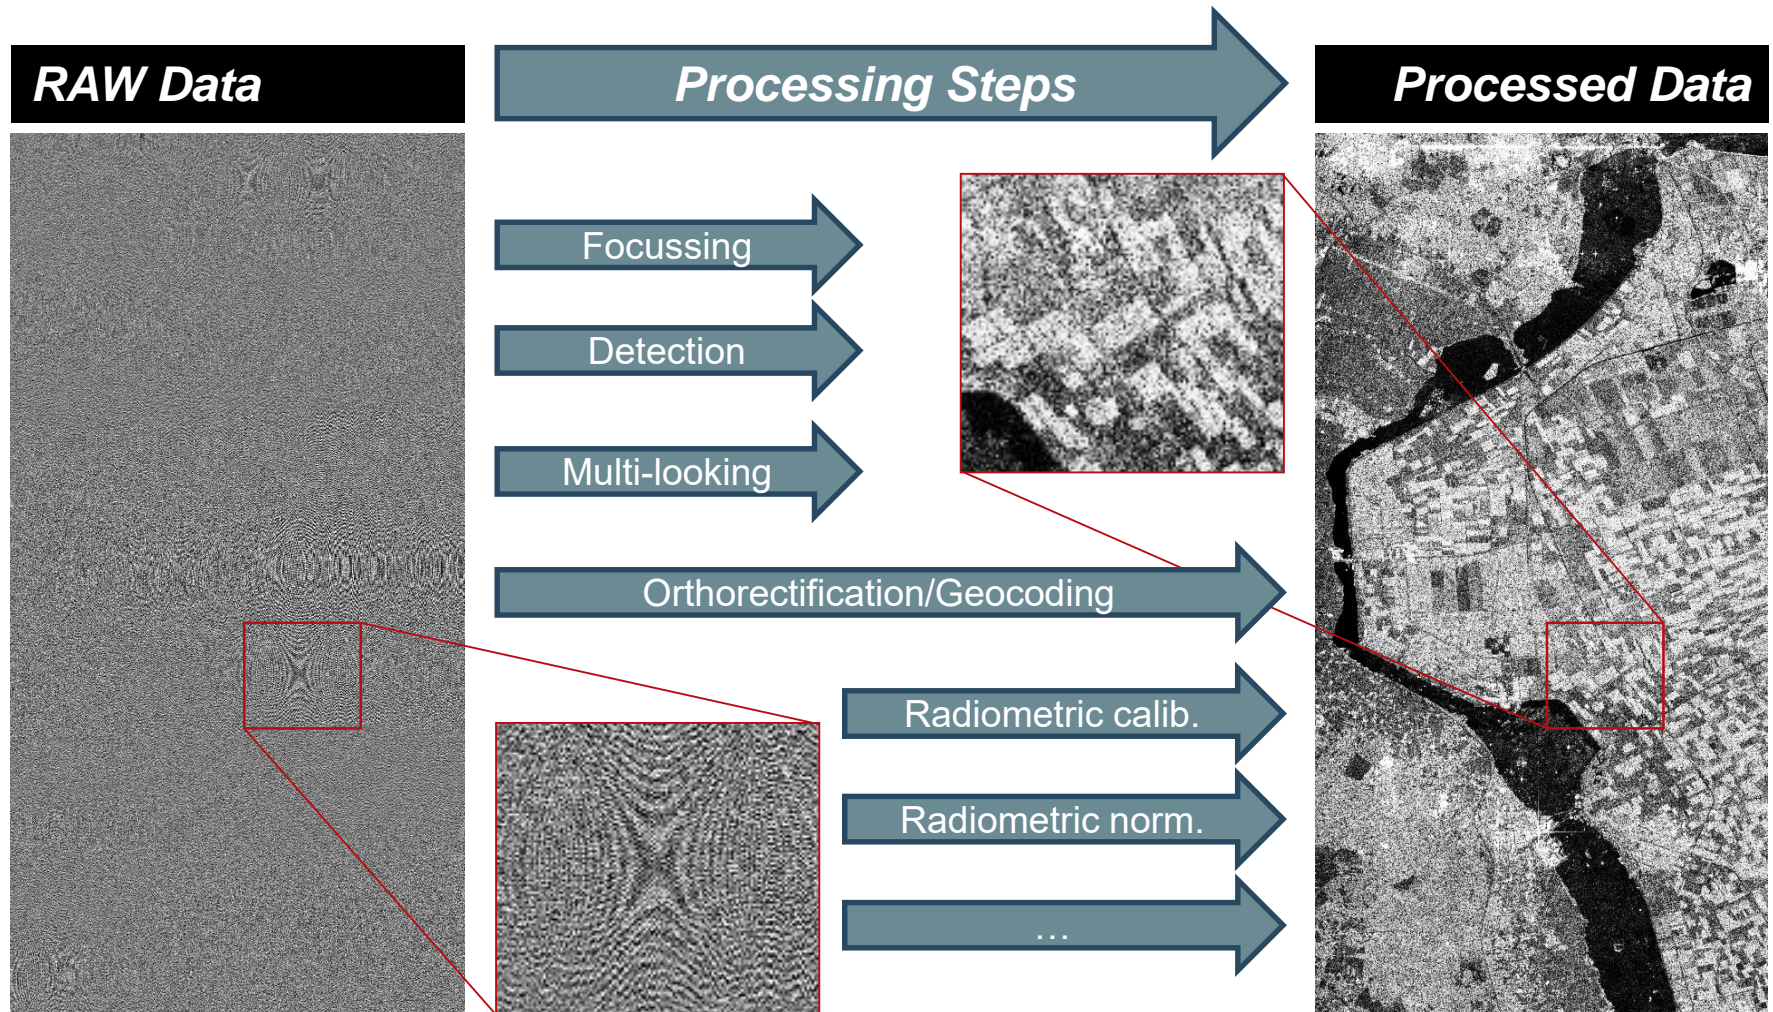 RAW Data
Processing Steps
Processed Data
Focussing
Detection
Multi-looking
Orthorectification/Geocoding
Radiometric calib.
Radiometric norm.
…